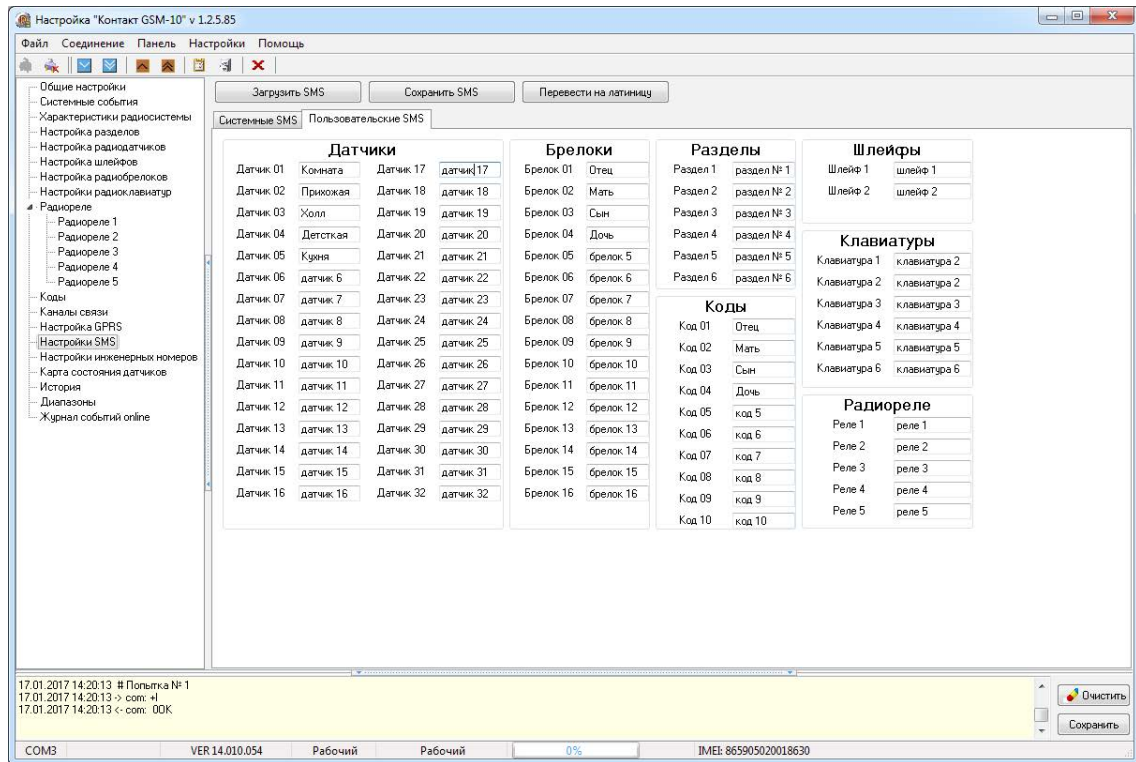 Настройка "Контакт GSM-10" v 1.2.5.85
Файл Соединение Панель Настройки Помощь
Общие настройки
Системные события
Характеристики радиосистемы
Настройка разделов
Настройка радиодатчиков
Настройка шлейфов
Настройка радиобрелоков
Настройки радиоклавиатур
Радиореле
Радиореле 1
Радиореле 2
Радиореле 3
Радиореле 4
Радиореле 5
Коды
Каналы связи
Настройка GPRS
Настройки SMS
Настройки инженерных номеров
Карта состояния датчиков
История
Диапазоны
Журнал событий online
Загрузить SMS Сохранить SMS Перевести на латиницу
Системные SMS Пользовательские SMS
Датчики
Датчик 01 Комната Датчик 17 датчик 17
Датчик 02 Прихожая Датчик 18 датчик 18
Датчик 03 Холл Датчик 19 датчик 19
Датчик 04 Детсткая Датчик 20 датчик 20
Датчик 05 Кухня Датчик 21 датчик 21
Датчик 06 датчик 6 Датчик 22 датчик 22
Датчик 07 датчик 7 Датчик 23 датчик 23
Датчик 08 датчик 8 Датчик 24 датчик 24
Датчик 09 датчик 9 Датчик 25 датчик 25
Датчик 10 датчик 10 Датчик 26 датчик 26
Датчик 11 датчик 11 Датчик 27 датчик 27
Датчик 12 датчик 12 Датчик 28 датчик 28
Датчик 13 датчик 13 Датчик 29 датчик 29
Датчик 14 датчик 14 Датчик 30 датчик 30
Датчик 15 датчик 15 Датчик 31 датчик 31
Датчик 16 датчик 16 Датчик 32 датчик 32
Брелоки
Брелок 01 Отец
Брелок 02 Мать
Брелок 03 Сын
Брелок 04 Дочь
Брелок 05 брелок 5
Брелок 06 брелок 6
Брелок 07 брелок 7
Брелок 08 брелок 8
Брелок 09 брелок 9
Брелок 10 брелок 10
Брелок 11 брелок 11
Брелок 12 брелок 12
Брелок 13 брелок 13
Брелок 14 брелок 14
Брелок 15 брелок 15
Брелок 16 брелок 16
Разделы
Раздел 1 раздел № 1
Раздел 2 раздел № 2
Раздел 3 раздел № 3
Раздел 4 раздел № 4
Раздел 5 раздел № 5
Раздел 6 раздел № 6
Коды
Код 01 Отец
Код 02 Мать
Код 03 Сын
Код 04 Дочь
Код 05 код 5
Код 06 код 6
Код 07 код 7
Код 08 код 8
Код 09 код 9
Код 10 код 10
Шлейфы
Шлейф 1 шлейф 1
Шлейф 2 шлейф 2
Клавиатуры
Клавиатура 1 клавиатура 2
Клавиатура 2 клавиатура 2
Клавиатура 3 клавиатура 3
Клавиатура 4 клавиатура 4
Клавиатура 5 клавиатура 5
Клавиатура 6 клавиатура 6
Радиореле
Реле 1 реле 1
Реле 2 реле 2
Реле 3 реле 3
Реле 4 реле 4
Реле 5 реле 5
17.01.2017 14:20:13 # Попытка № 1
17.01.2017 14:20:13 -> com: +I
17.01.2017 14:20:13 <- com: 0OK
Очистить
Сохранить
COM3 VER 14.010.054 Рабочий Рабочий 0% IMEI: 865905020018630